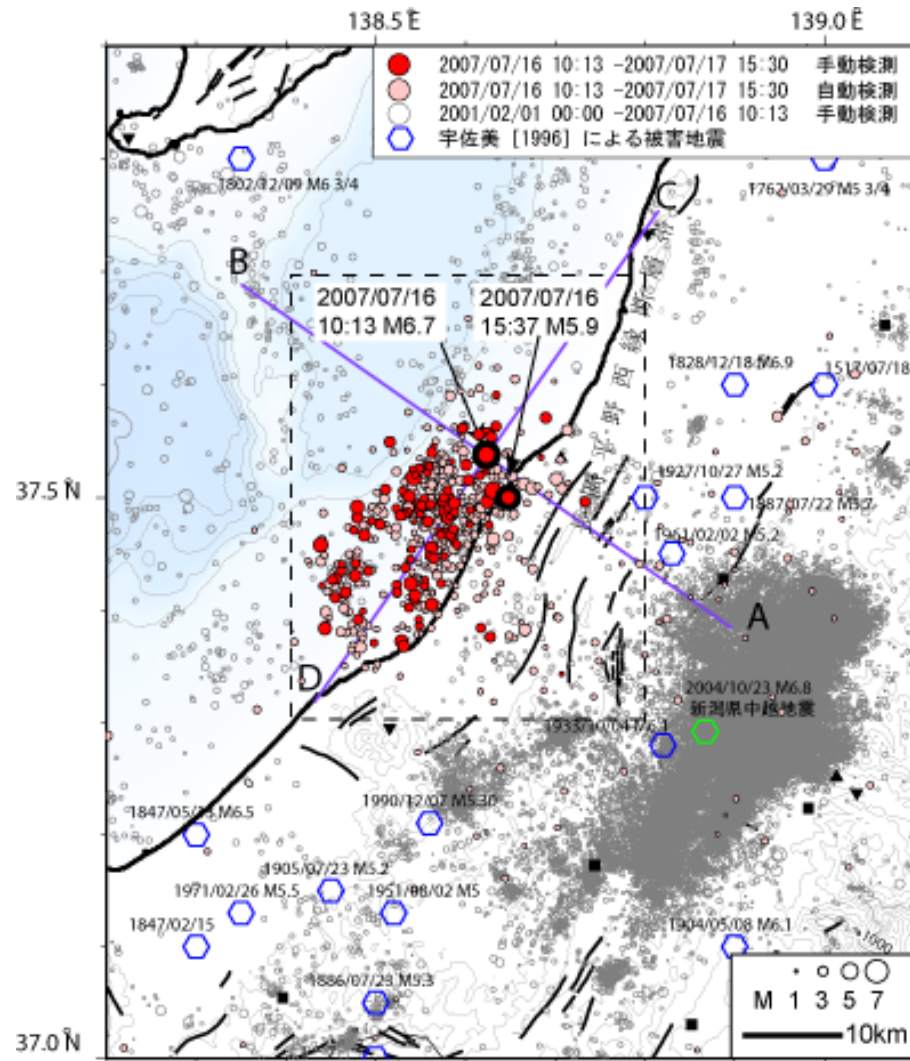 138.5°E
139.0°E
2007/07/16 10:13 -2007/07/17 15:30 手動検測
2007/07/16 10:13 -2007/07/17 15:30 自動検測
2001/02/01 00:00 -2007/07/16 10:13 手動検測
宇佐美 [1996] による被害地震
1802/12/09 M6 3/4
1762/03/29 M5 3/4
C
B
2007/07/16
10:13 M6.7
2007/07/16
15:37 M5.9
1828/12/18 M6.9
1517/07/18
37.5°N
1927/10/27 M5.2
1887/07/22 M5.7
1961/02/02 M5.2
A
D
2004/10/23 M6.8
新潟県中越地震
1990/12/07 M5.30
1847/05/13 M6.5
1905/07/23 M5.2
1971/02/26 M5.5
1951/08/02 M5
1847/02/15
1904/05/08 M6.1
1000
1886/07/23 M5.3
M 1 3 5 7
10km
37.0°N